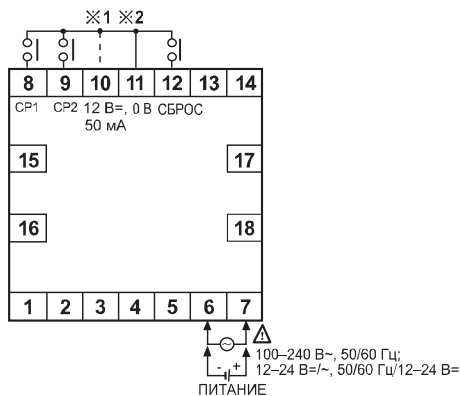 ※1 ※2
8 9 10 11 12 13 14
CP1 CP2 12 В=, 0 В СБРОС
50 мА
15 17
16 18
1 2 3 4 5 6 7
- +
100–240 В~, 50/60 Гц;
12–24 В=/~, 50/60 Гц/12–24 В=
ПИТАНИЕ